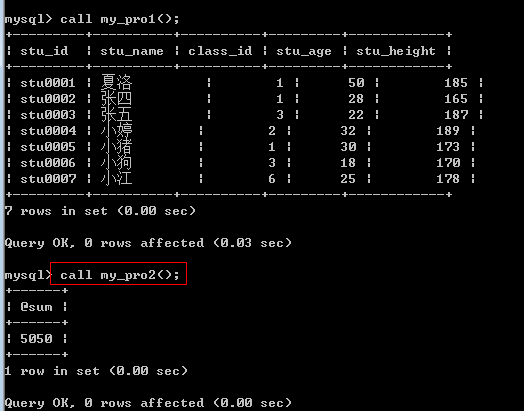 mysql> call my_pro1();
+---------+----------+----------+---------+------------+
| stu_id | stu_name | class_id | stu_age | stu_height |
+---------+----------+----------+---------+------------+
| stu0001 | 夏洛 | 1 | 50 | 185 |
| stu0002 | 张四 | 1 | 28 | 165 |
| stu0003 | 张五 | 3 | 22 | 187 |
| stu0004 | 小婷 | 2 | 32 | 189 |
| stu0005 | 小猪 | 1 | 30 | 173 |
| stu0006 | 小狗 | 3 | 18 | 170 |
| stu0007 | 小江 | 6 | 25 | 178 |
+---------+----------+----------+---------+------------+
7 rows in set (0.00 sec)
Query OK, 0 rows affected (0.03 sec)
mysql> call my_pro2();
+------+
| @sum |
+------+
| 5050 |
+------+
1 row in set (0.00 sec)
Query OK, 0 rows affected (0.00 sec)